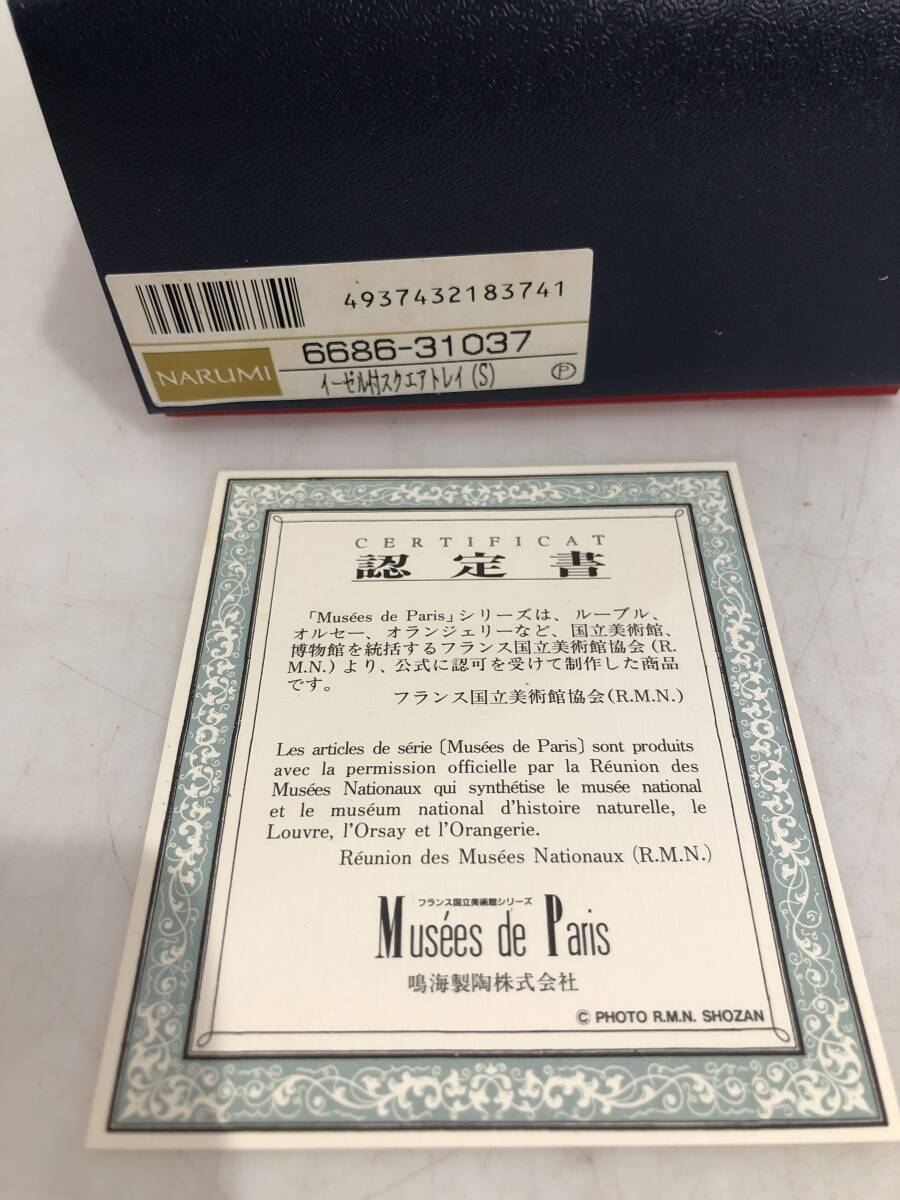 4937432183741
6686-31037
NARUMI
イーゼル付スクエアトレイ(S)
P
CERTIFICAT
認定書
「Musées de Paris」シリーズは、ルーブル、
オルセー、オランジェリーなど、国立美術館、
博物館を統括するフランス国立美術館協会(R.
M.N.)より、公式に認可を受けて制作した商品
です。
フランス国立美術館協会(R.M.N.)
Les articles de série [Musées de Paris] sont produits
avec la permission officielle par la Réunion des
Musées Nationaux qui synthétise le musée national
et le muséum national d'histoire naturelle, le
Louvre, l'Orsay et l'Orangerie.
Réunion des Musées Nationaux (R.M.N.)
フランス国立美術館シリーズ
Musées de Paris
鳴海製陶株式会社
© PHOTO R.M.N. SHOZAN